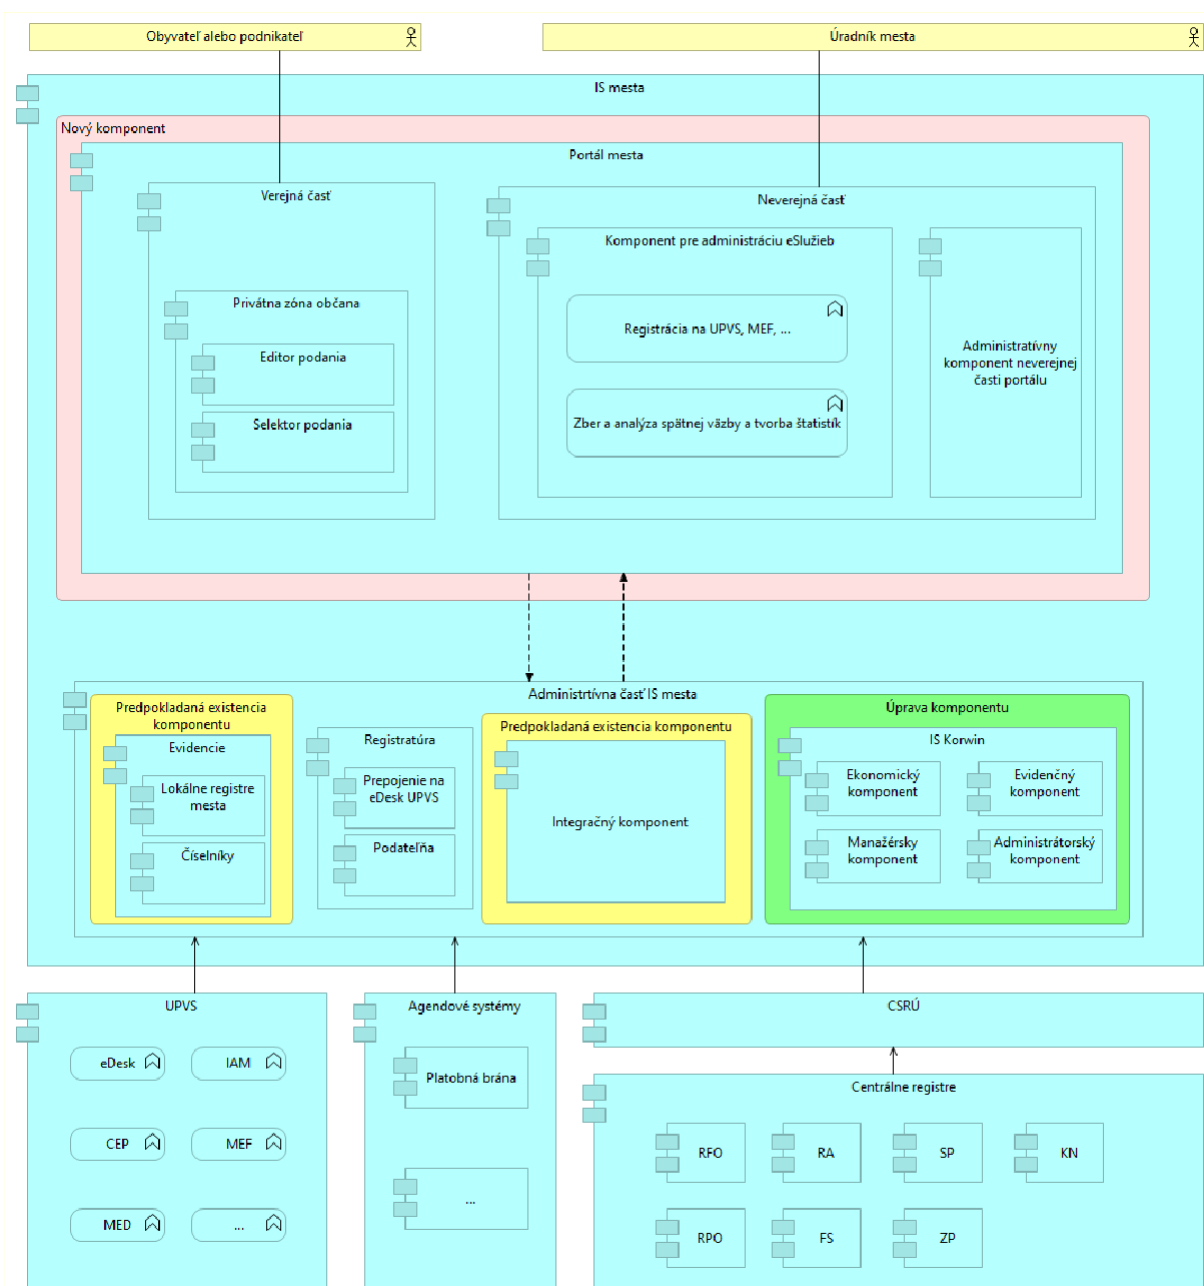 Obyvateľ alebo podnikateľ
Úradník mesta
IS mesta
Nový komponent
Portál mesta
Verejná časť
Neverejná časť
Komponent pre administráciu eSlužieb
Privátna zóna občana
Editor podania
Selektor podania
Registrácia na UPVS, MEF, ...
Zber a analýza spätnej väzby a tvorba štatistík
Administratívny
komponent neverejnej
časti portálu
Administrtívna časť IS mesta
Predpokladaná existencia
komponentu
Evidencie
Lokálne registre
mesta
Číselníky
Registratúra
Prepojenie na
eDesk UPVS
Podateľňa
Predpokladaná existencia komponentu
Integračný komponent
Úprava komponentu
IS Korwin
Ekonomický
komponent
Evidenčný
komponent
Manažérsky
komponent
Administrátorský
komponent
UPVS
eDesk
IAM
CEP
MEF
MED
...
Agendové systémy
Platobná brána
...
CSRÚ
Centrálne registre
RFO
RA
SP
KN
RPO
FS
ZP